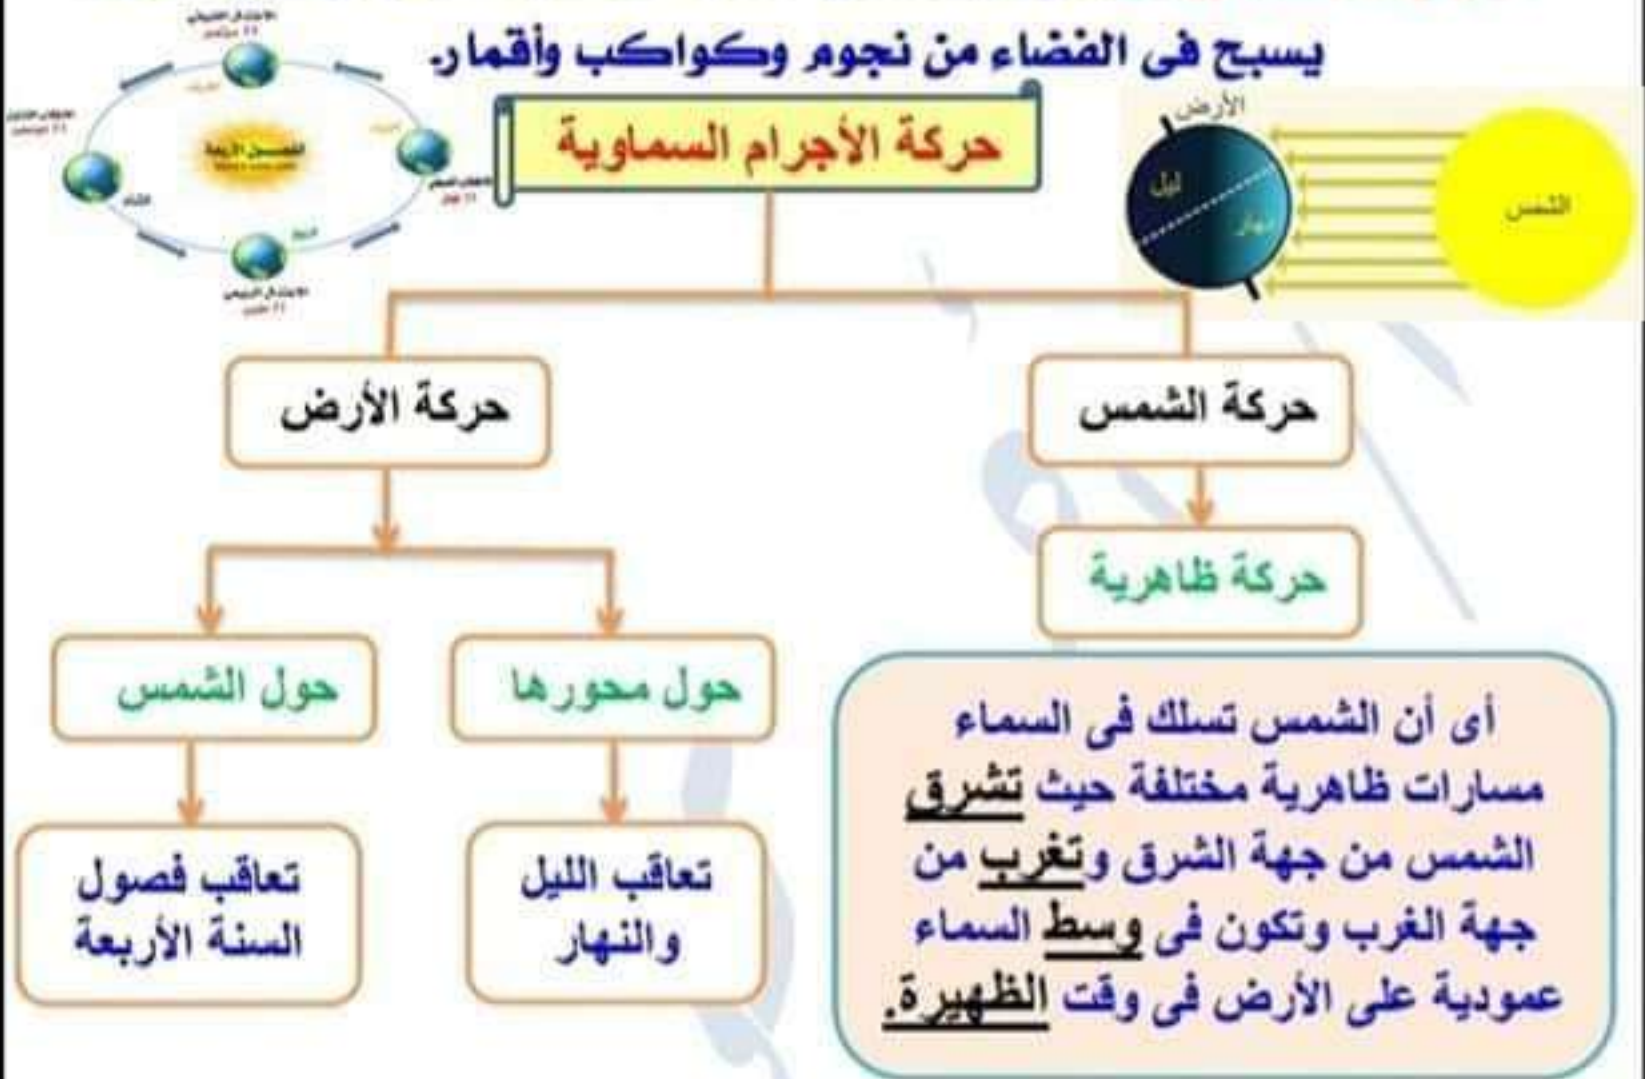 يسبح فى الفضاء من نجوم وكواكب وأقمار.
حركة الأجرام السماوية
الأرض
ليل
نهار
الشمس
حركة الشمس
حركة الأرض
حركة ظاهرية
حول محورها
حول الشمس
أى أن الشمس تسلك فى السماء
مسارات ظاهرية مختلفة حيث تشرق
الشمس من جهة الشرق وتغرب من
جهة الغرب وتكون فى وسط السماء
عمودية على الأرض فى وقت الظهيرة.
تعاقب الليل
والنهار
تعاقب فصول
السنة الأربعة